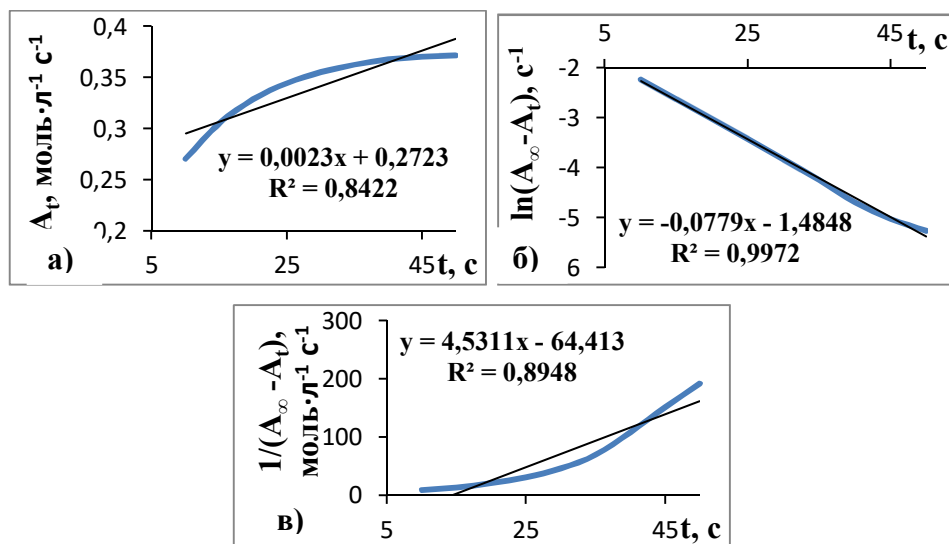 0,4
0,35
0,3
0,25
0,2
A_t, моль·л⁻¹ с⁻¹
y = 0,0023x + 0,2723
R² = 0,8422
а)
5
25
45
t, с
5
25
45
t, с
-2
-3
-4
-5
6
ln(A_∞-A_t), с⁻¹
y = -0,0779x - 1,4848
R² = 0,9972
б)
300
200
100
0
1/(A_∞ -A_t),
моль·л⁻¹ с⁻¹
y = 4,5311x - 64,413
R² = 0,8948
в)
5
25
45
t, с